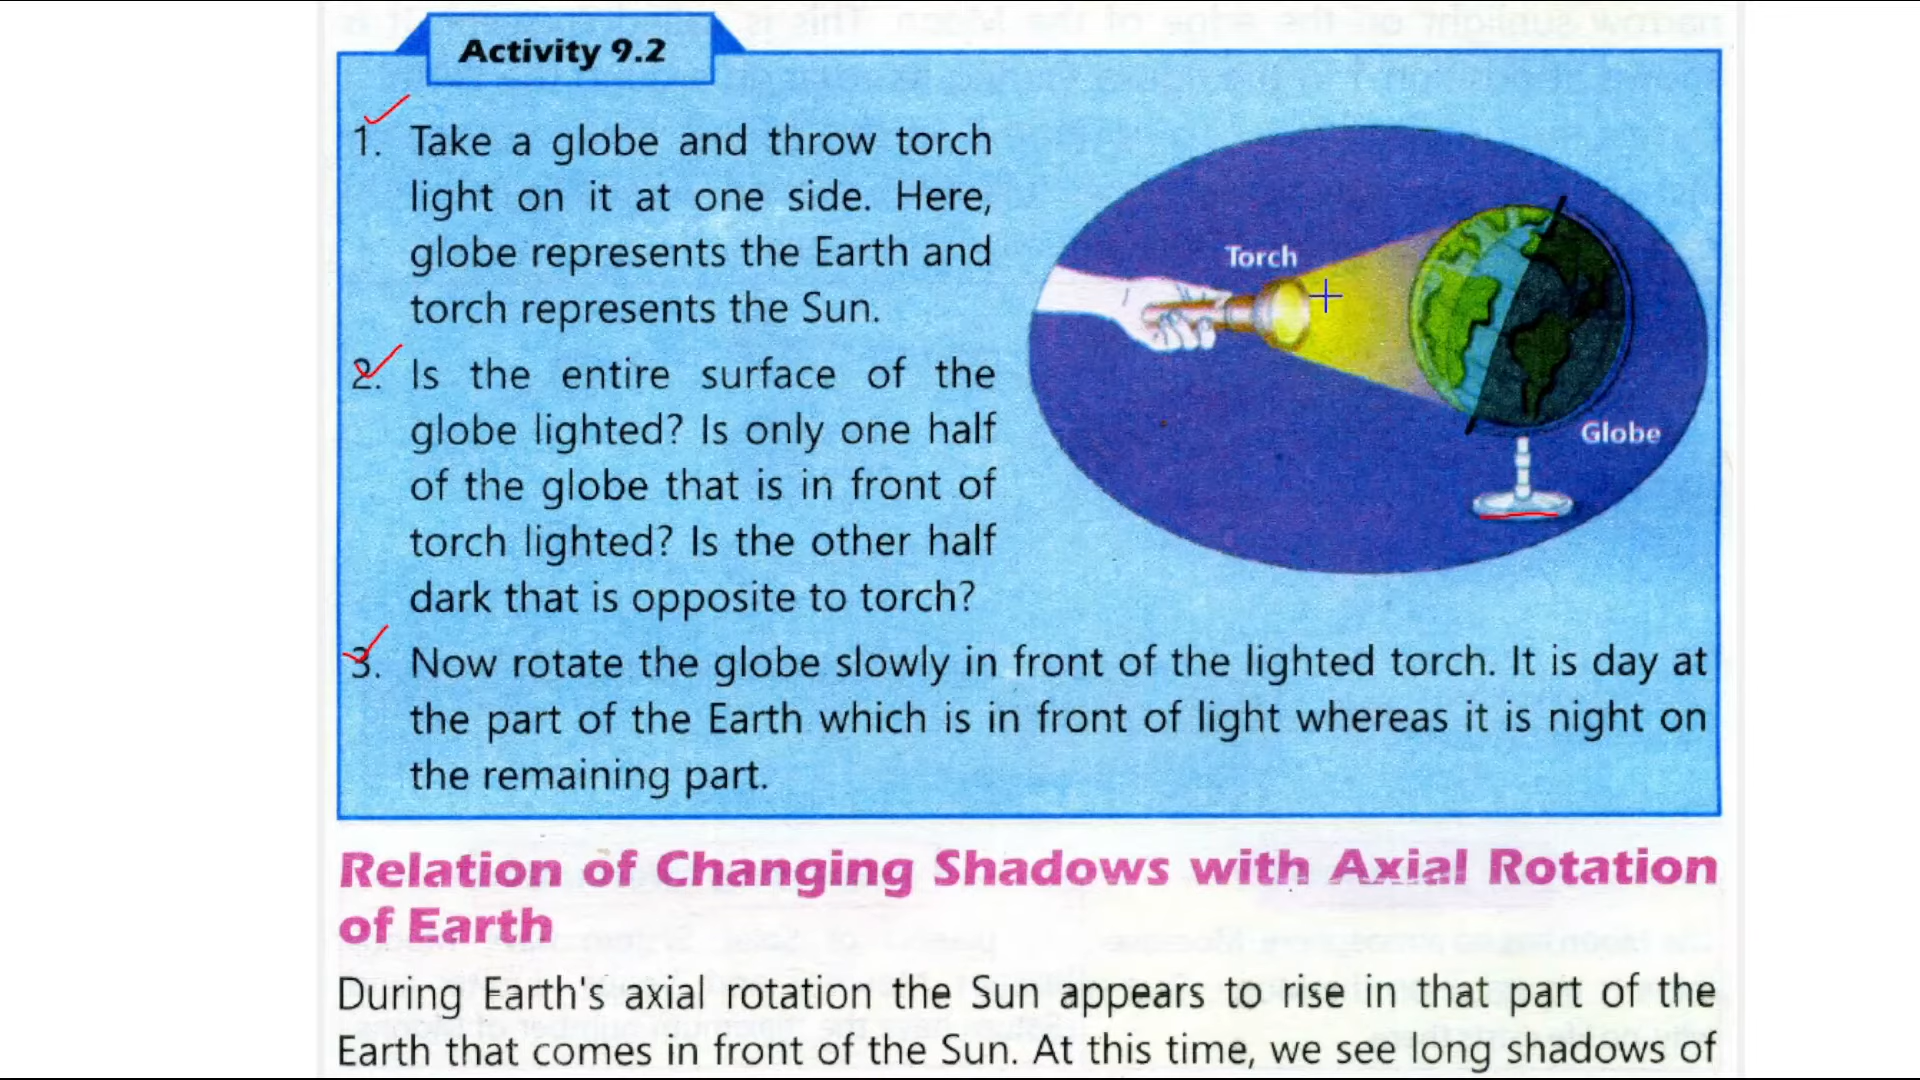 Activity 9.2
1. Take a globe and throw torch
light on it at one side. Here,
globe represents the Earth and
torch represents the Sun.
Torch
Globe
2. Is the entire surface of the
globe lighted? Is only one half
of the globe that is in front of
torch lighted? Is the other half
dark that is opposite to torch?
3. Now rotate the globe slowly in front of the lighted torch. It is day at
the part of the Earth which is in front of light whereas it is night on
the remaining part.
Relation of Changing Shadows with Axial Rotation
of Earth
During Earth's axial rotation the Sun appears to rise in that part of the
Earth that comes in front of the Sun. At this time, we see long shadows of